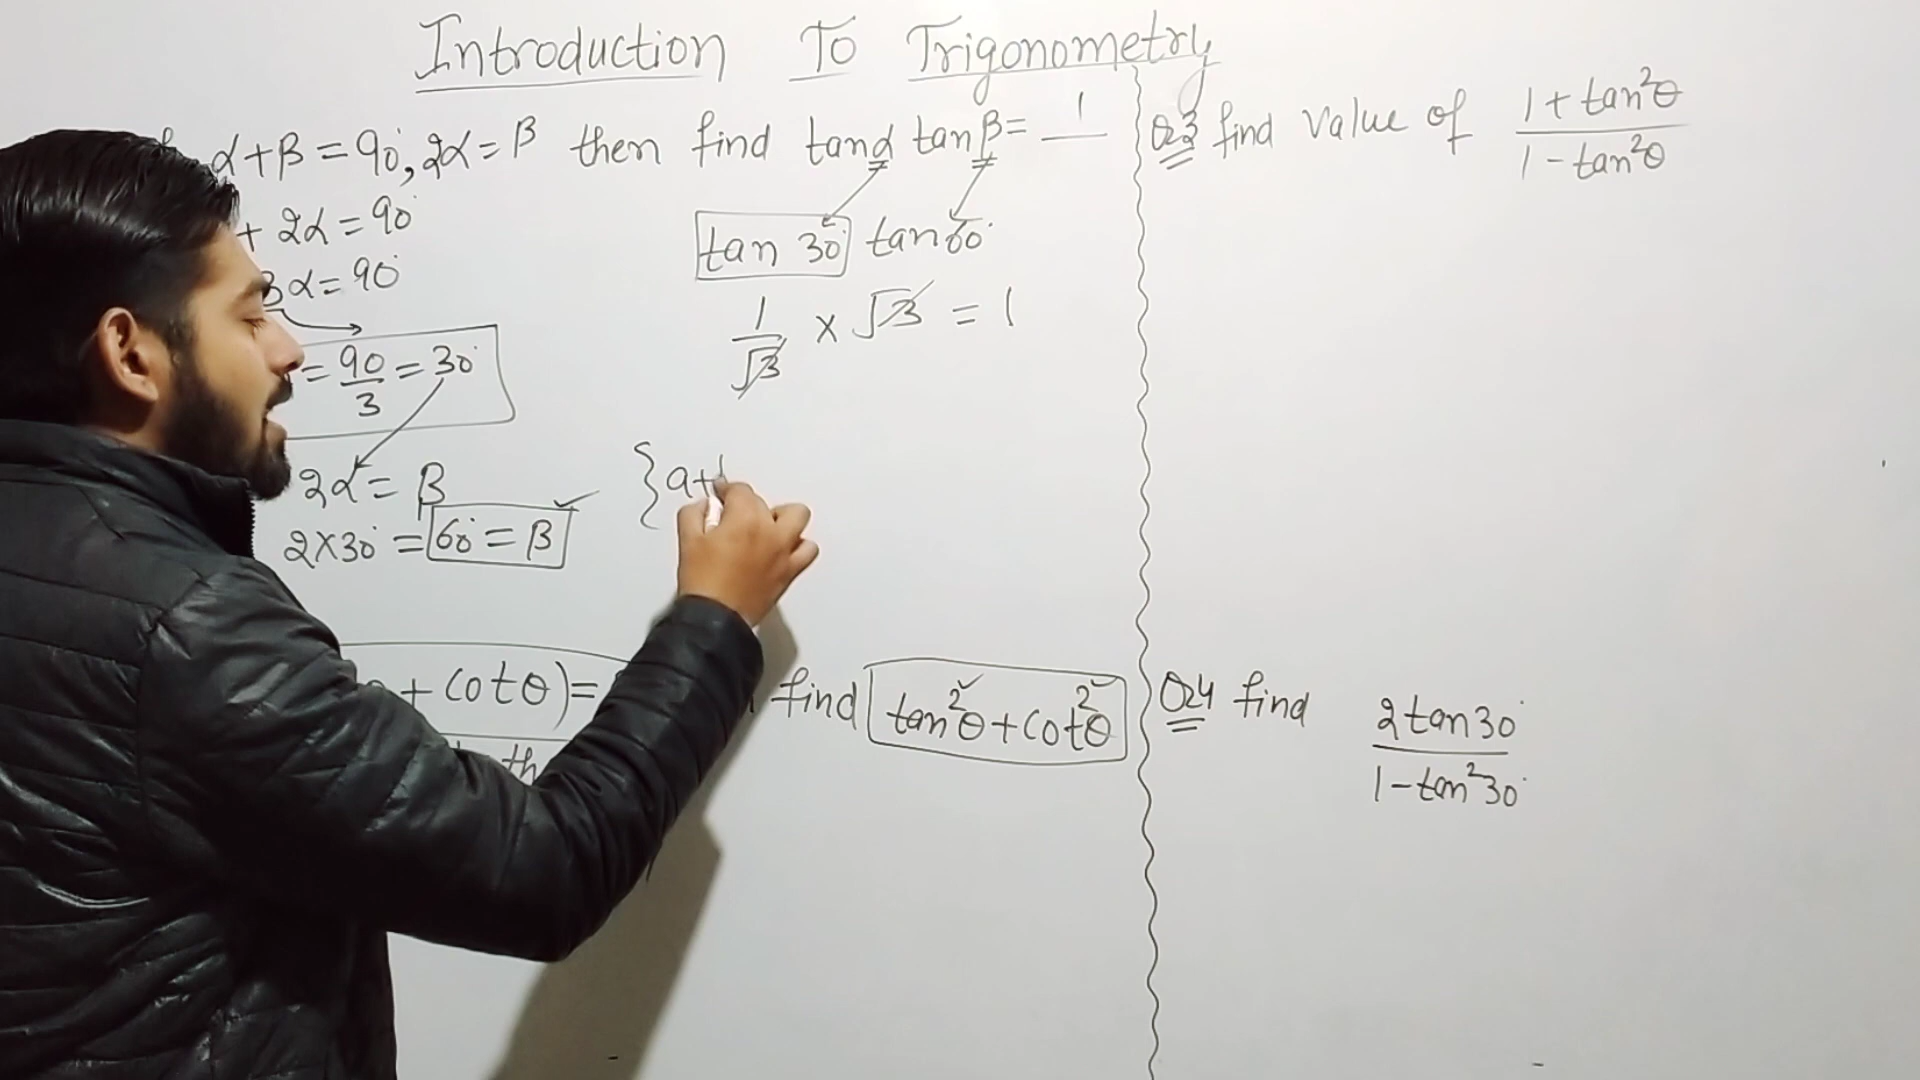 Introduction To Trigonometry
α+β=90°, 2α=β then find tanα tanβ= 1
+ 2α = 90°
3α = 90°
= 90/3 = 30°
2α = β
2×30° = 60° = β
tan 30° tan 60°
1/√3 × √3 = 1
{ a+
+ cotθ)=
find tan²θ+cot²θ
th
Q3 find value of (1+tan²θ)/(1-tan²θ)
Q4 find 2tan30°/(1-tan²30°)